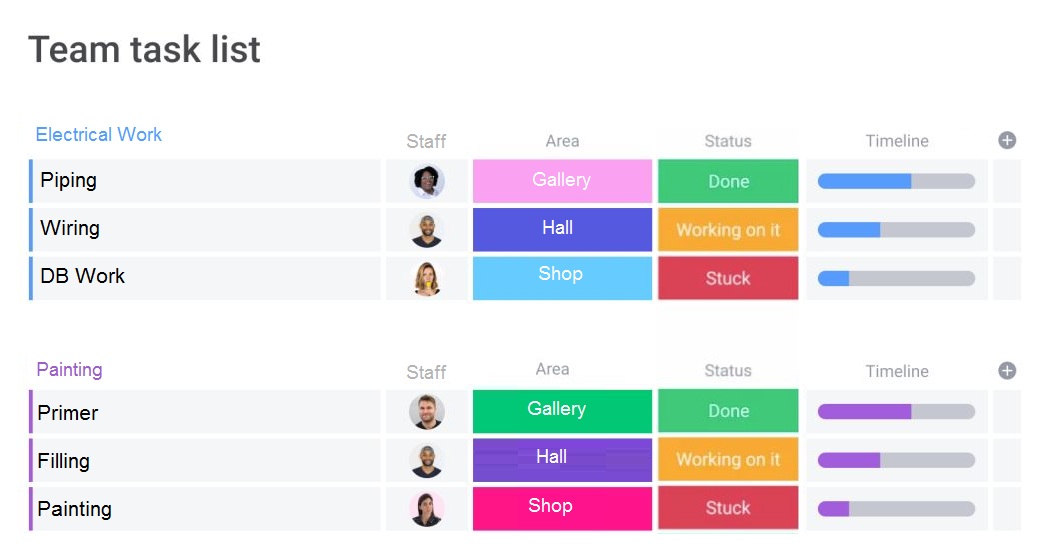 Team task list
Electrical Work Staff Area Status Timeline
Piping Gallery Done
Wiring Hall Working on it
DB Work Shop Stuck
Painting Staff Area Status Timeline
Primer Gallery Done
Filling Hall Working on it
Painting Shop Stuck